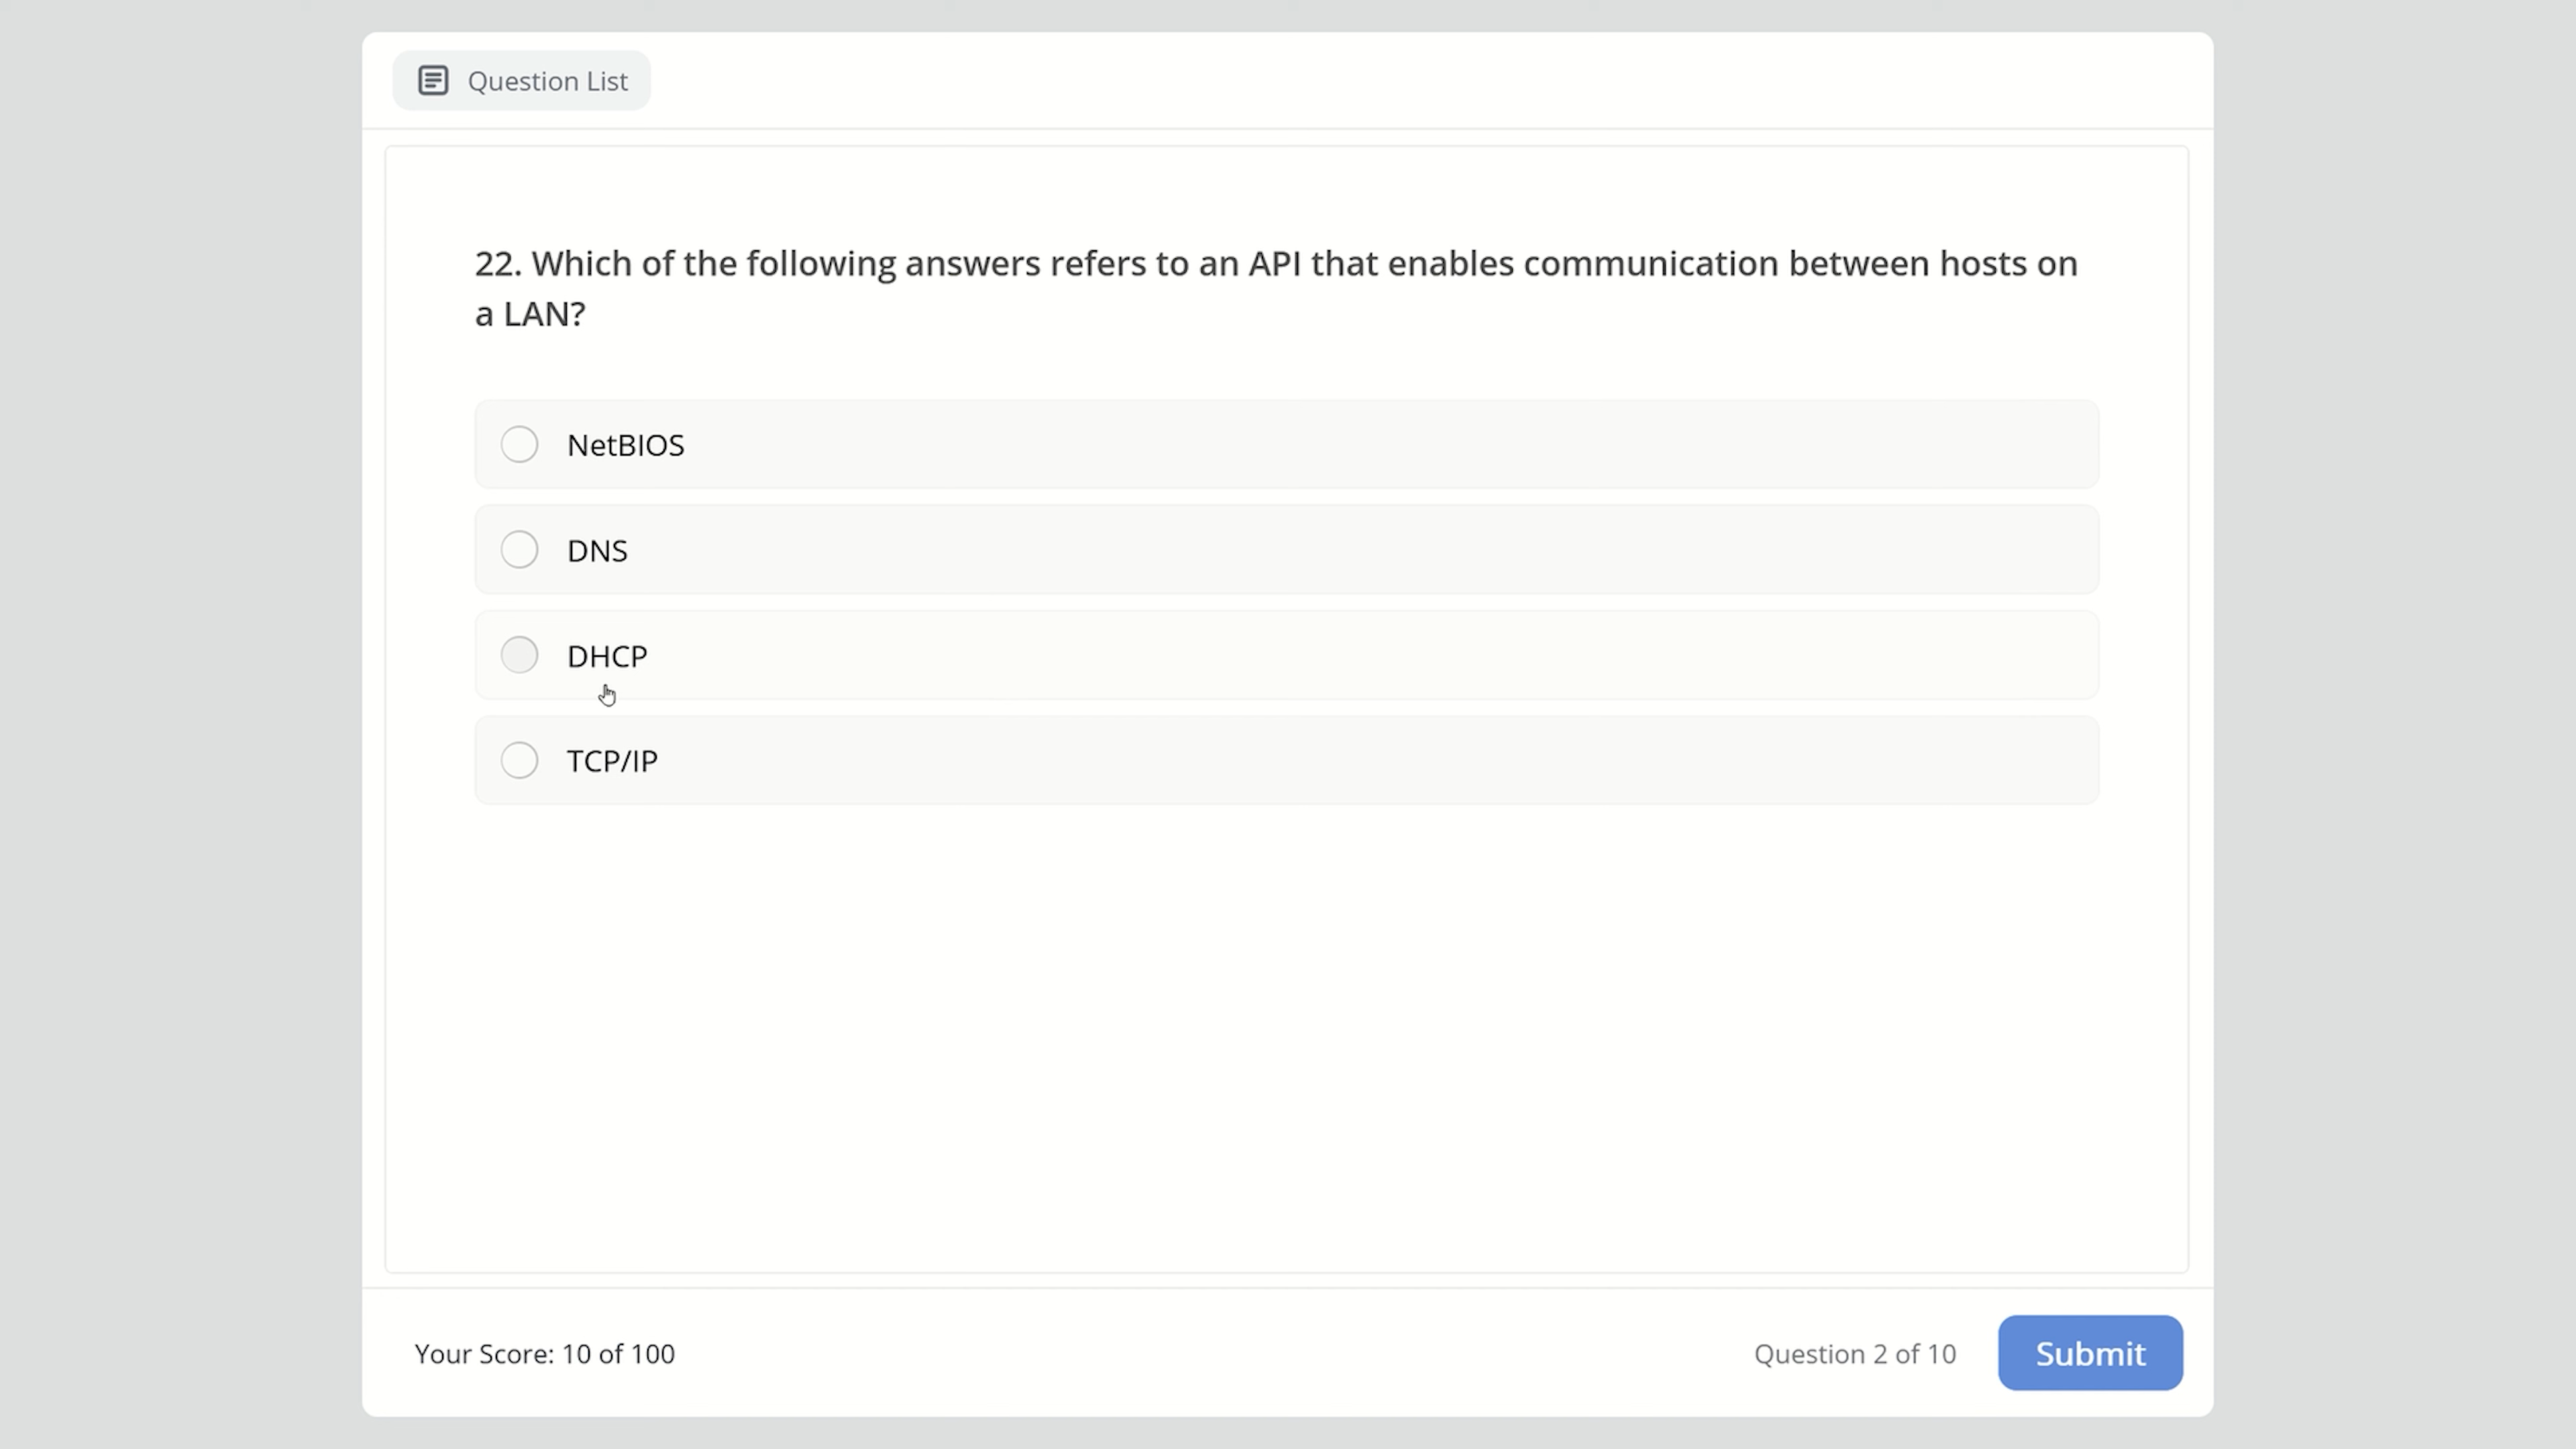 Question List
22. Which of the following answers refers to an API that enables communication between hosts on
a LAN?
NetBIOS
DNS
DHCP
TCP/IP
Your Score: 10 of 100
Question 2 of 10
Submit